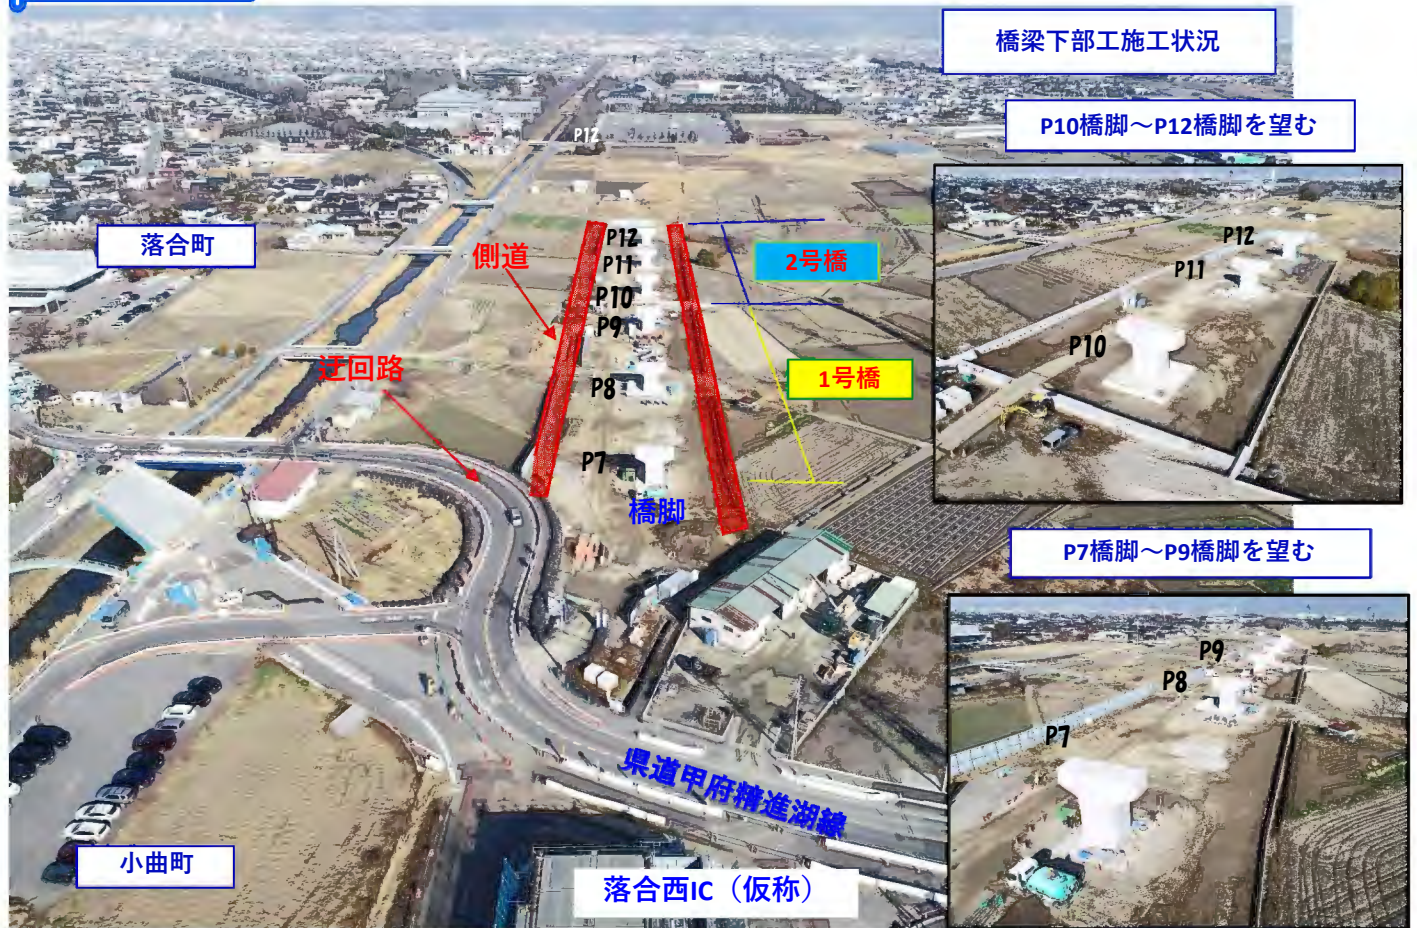 橋梁下部工施工状況
P10橋脚～P12橋脚を望む
P12
落合町
側道
P12
P11
P10
P9
P8
P7
2号橋
1号橋
迂回路
橋脚
P12
P11
P10
P7橋脚～P9橋脚を望む
P9
P8
P7
県道甲府精進湖線
小曲町
落合西IC（仮称）